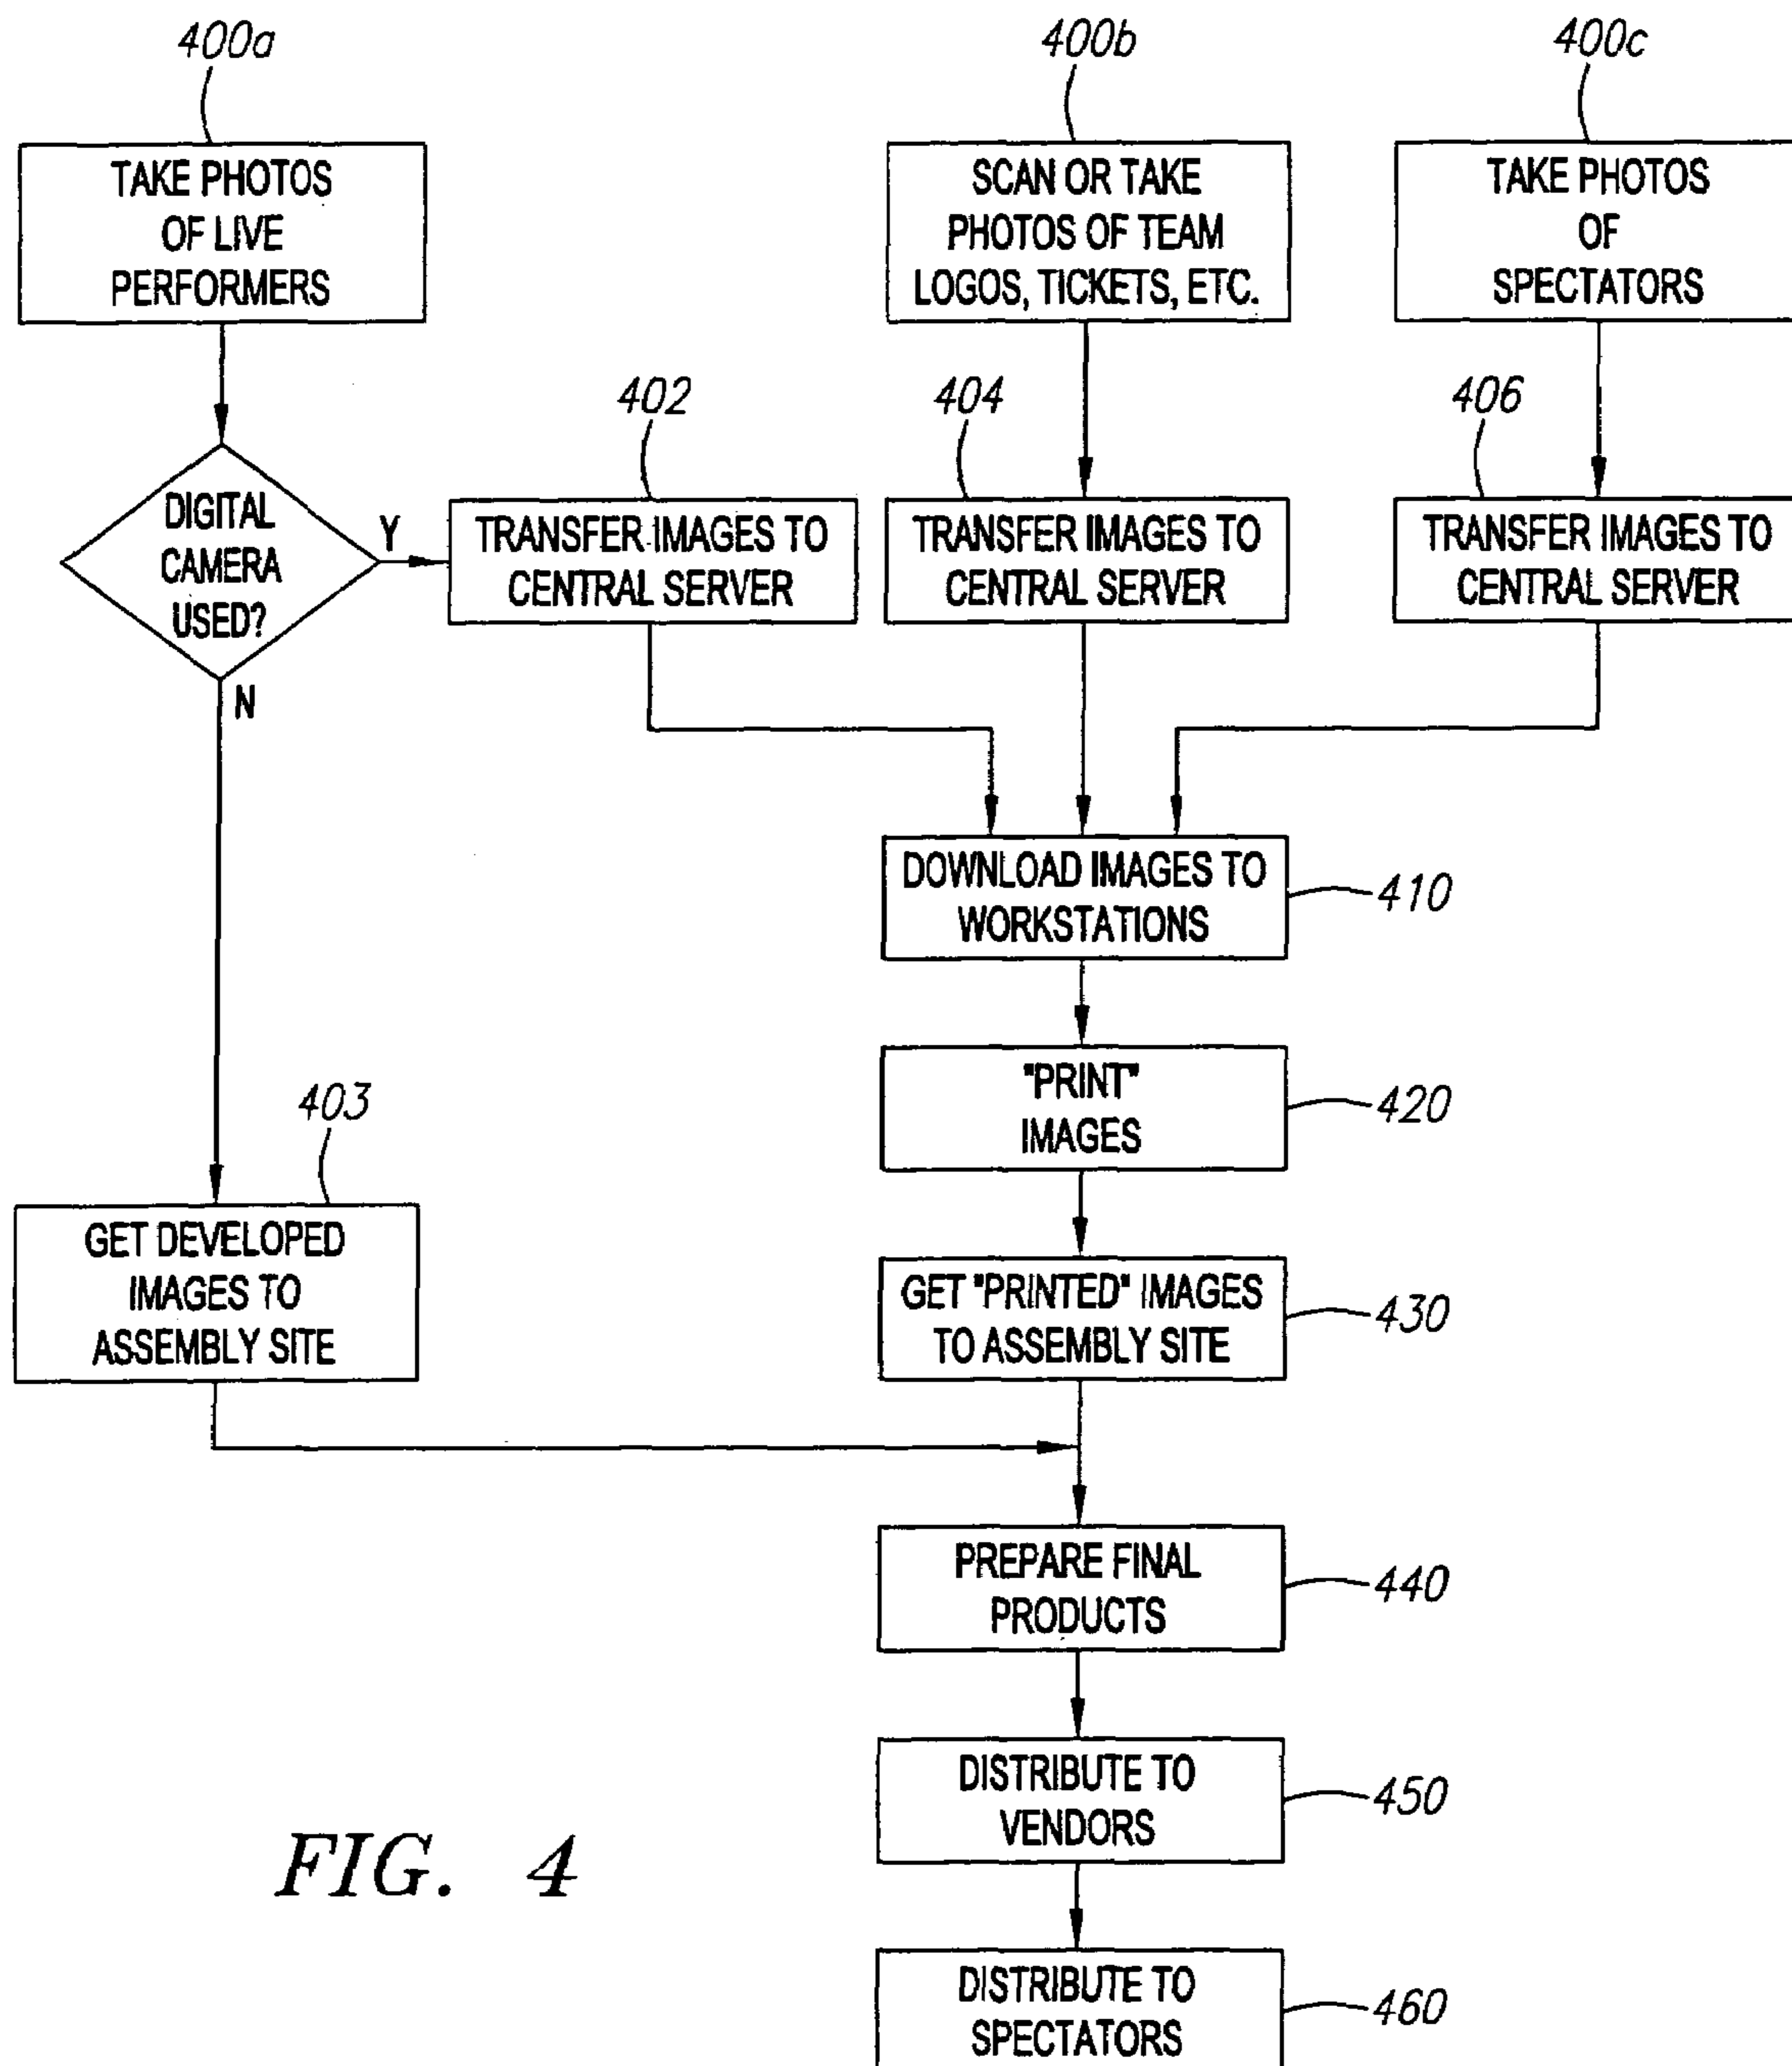 400a
400b
400c
TAKE PHOTOS
OF LIVE
PERFORMERS
SCAN OR TAKE
PHOTOS OF TEAM
LOGOS, TICKETS, ETC.
TAKE PHOTOS
OF
SPECTATORS
402
404
406
DIGITAL
CAMERA
USED?
Y
N
TRANSFER IMAGES TO
CENTRAL SERVER
TRANSFER IMAGES TO
CENTRAL SERVER
TRANSFER IMAGES TO
CENTRAL SERVER
DOWNLOAD IMAGES TO
WORKSTATIONS
410
"PRINT"
IMAGES
420
403
GET DEVELOPED
IMAGES TO
ASSEMBLY SITE
GET "PRINTED" IMAGES
TO ASSEMBLY SITE
430
PREPARE FINAL
PRODUCTS
440
DISTRIBUTE TO
VENDORS
450
FIG. 4
DISTRIBUTE TO
SPECTATORS
460